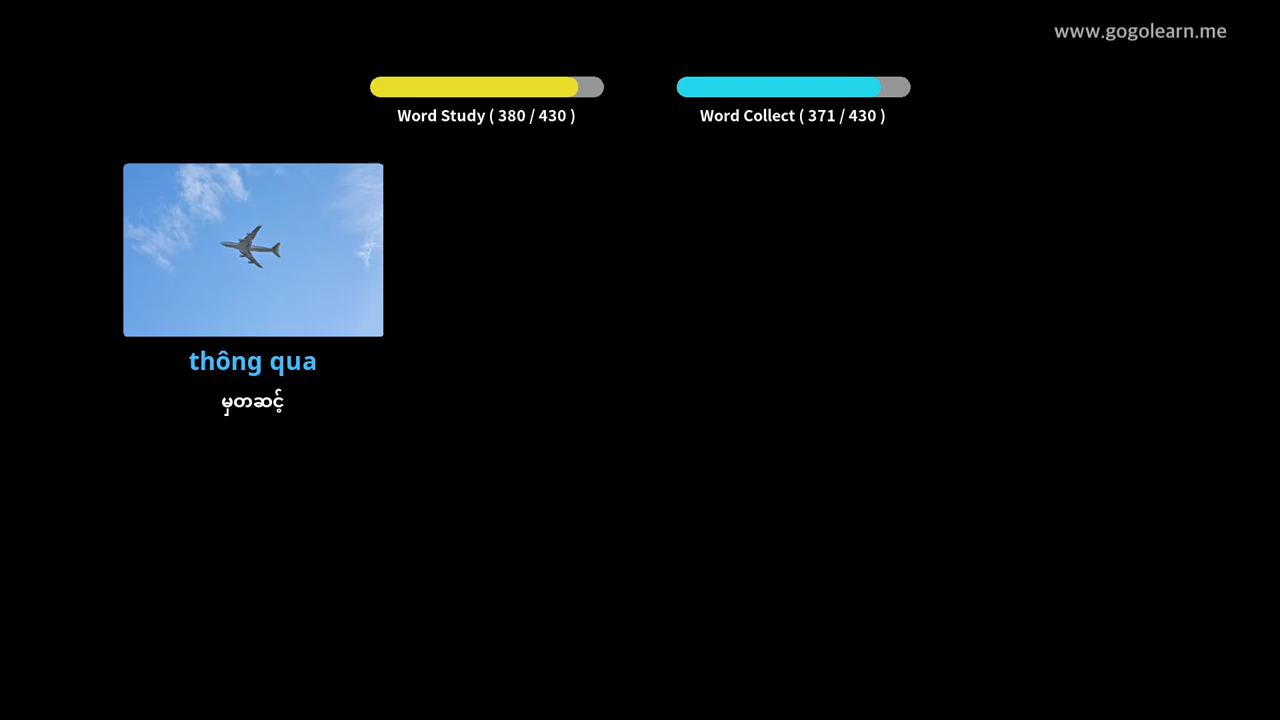 www.gogolearn.me
Word Study ( 380 / 430 )
Word Collect ( 371 / 430 )
thông qua
မှတဆင့်